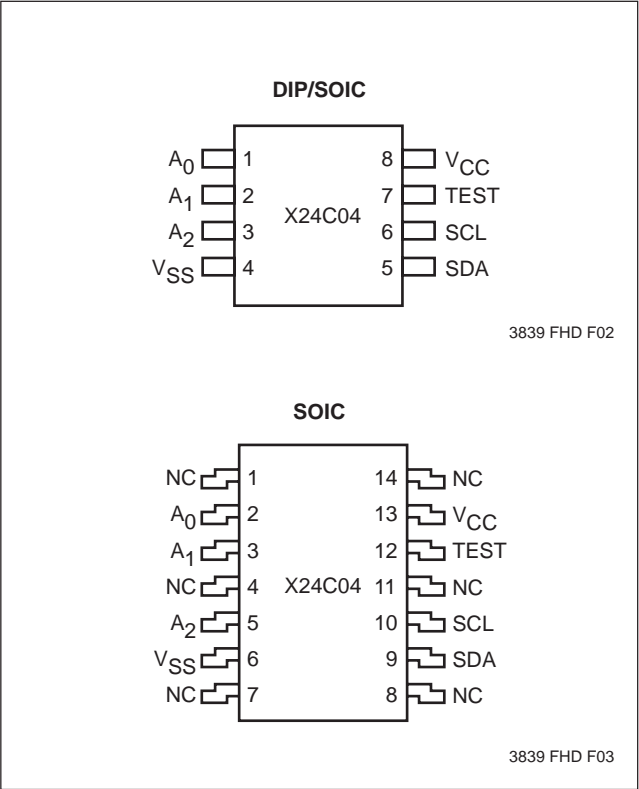 DIP/SOIC
A0 1 8 VCC
A1 2 7 TEST
X24C04
A2 3 6 SCL
VSS 4 5 SDA
3839 FHD F02
SOIC
NC 1 14 NC
A0 2 13 VCC
A1 3 12 TEST
NC 4 X24C04 11 NC
A2 5 10 SCL
VSS 6 9 SDA
NC 7 8 NC
3839 FHD F03